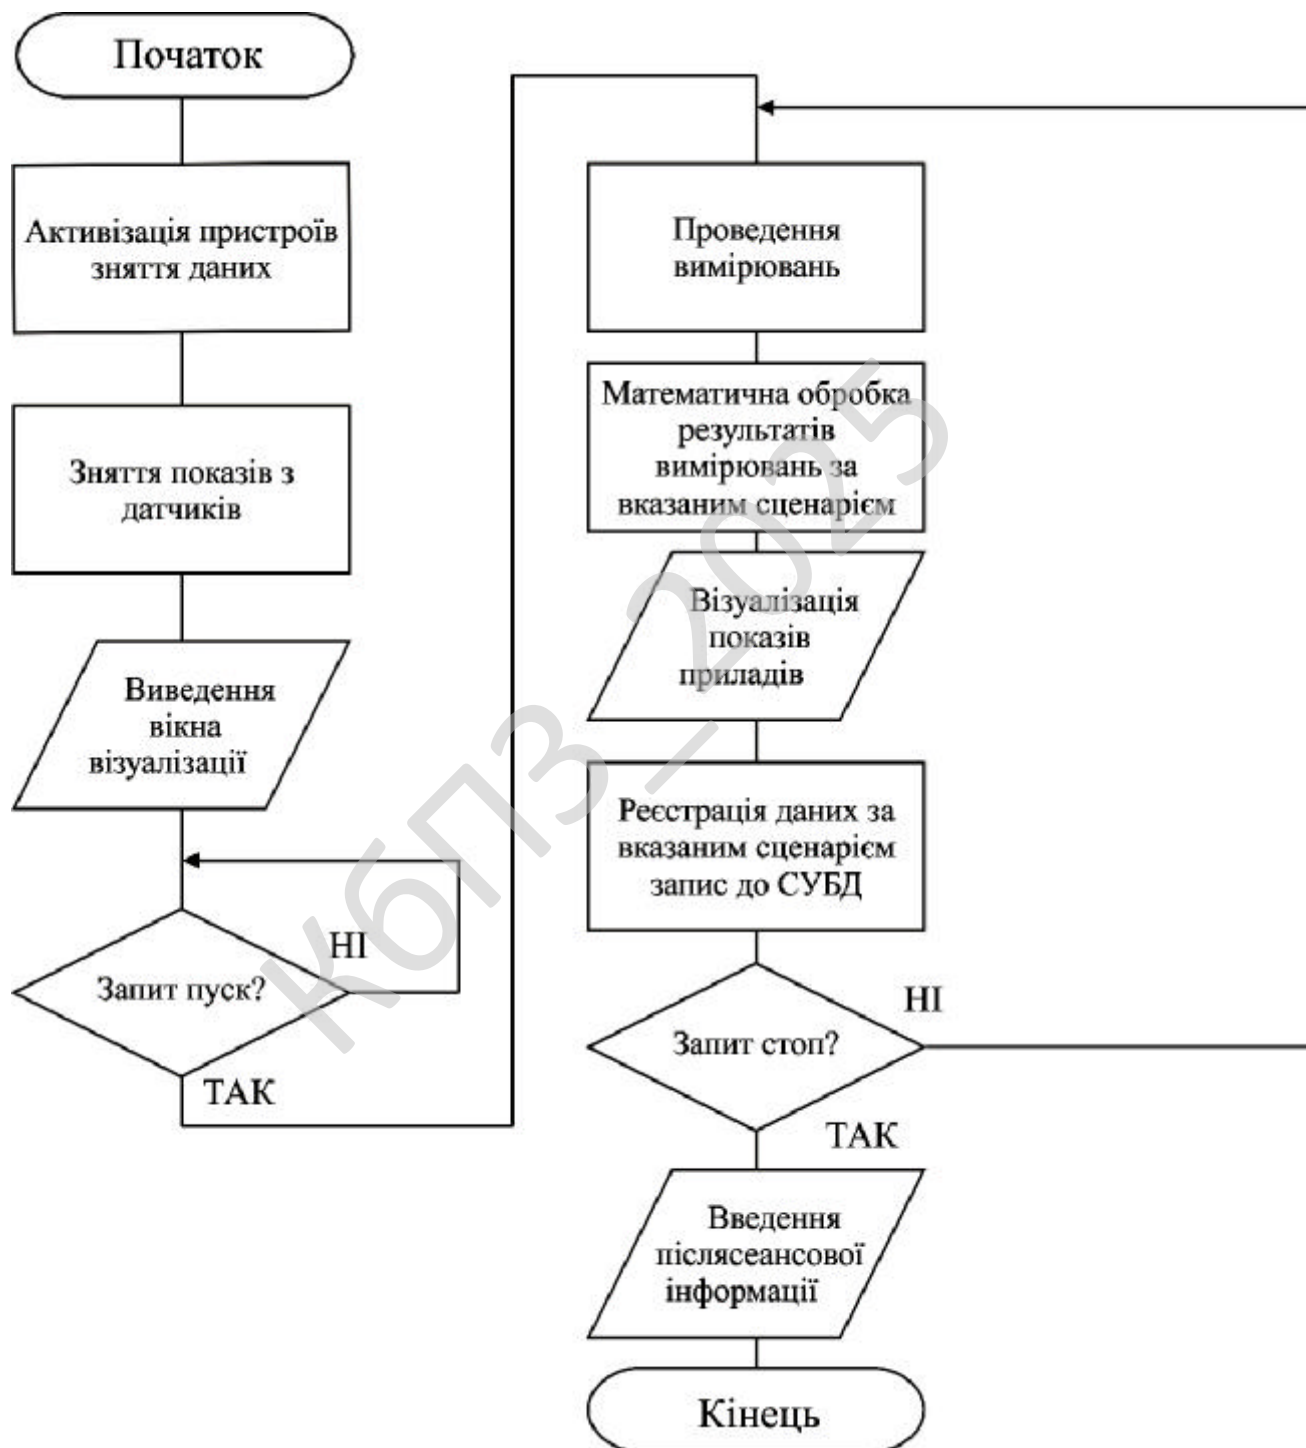 Початок
Активізація пристроїв
зняття даних
Зняття показів з
датчиків
Виведення
вікна
візуалізації
Запит пуск?
НІ
ТАК
Проведення
вимірювань
Математична обробка
результатів
вимірювань за
вказаним сценарієм
Візуалізація
показів
приладів
Реєстрація даних за
вказаним сценарієм
запис до СУБД
Запит стоп?
НІ
ТАК
Введення
післясеансової
інформації
Кінець
КбПЗ_2025